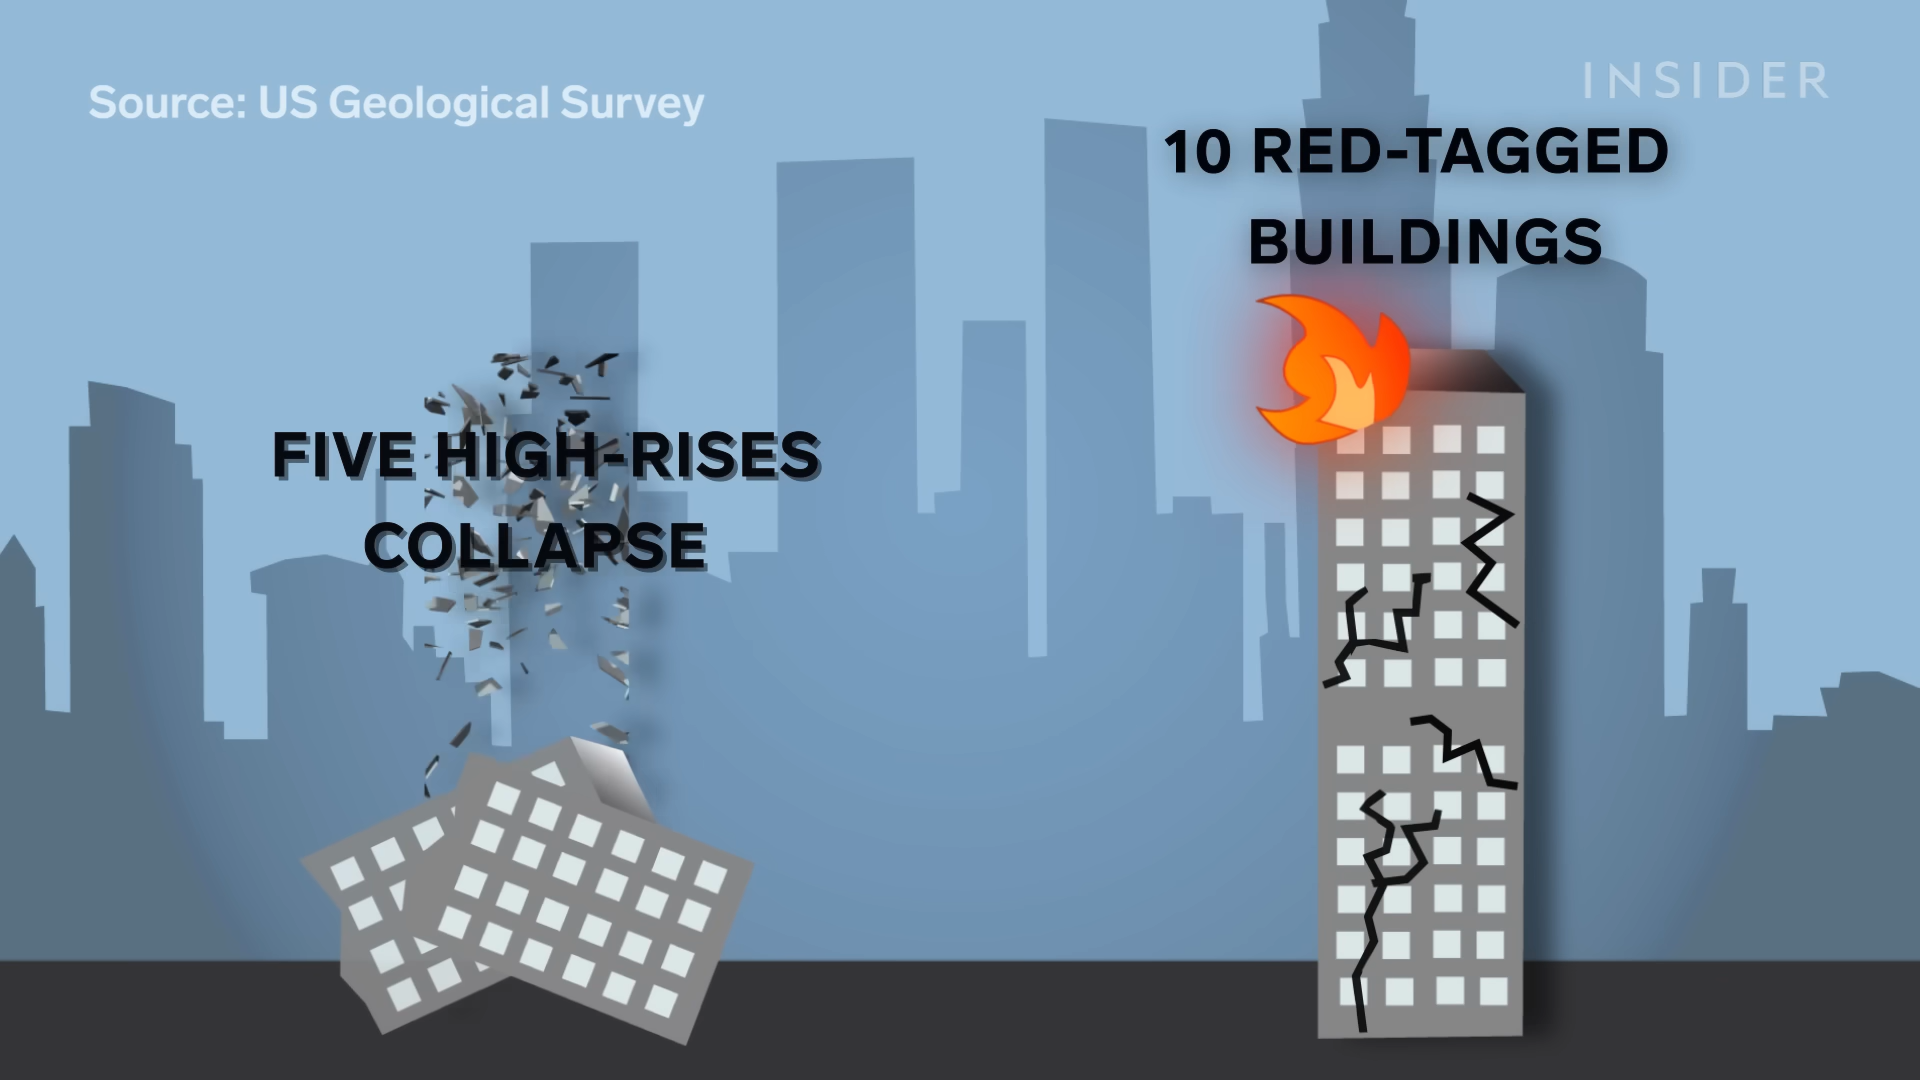 Source: US Geological Survey
INSIDER
10 RED-TAGGED
BUILDINGS
FIVE HIGH-RISES
COLLAPSE